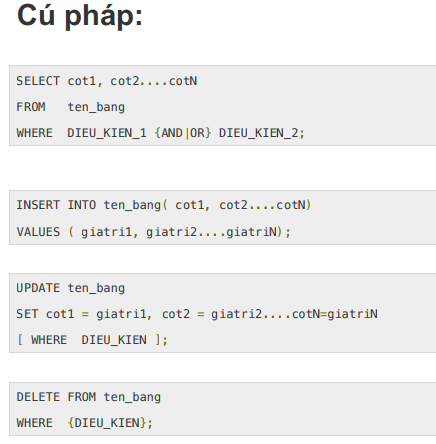 Cú pháp:
SELECT cot1, cot2....cotN
FROM   ten_bang
WHERE  DIEU_KIEN_1 {AND|OR} DIEU_KIEN_2;
INSERT INTO ten_bang( cot1, cot2....cotN)
VALUES ( giatri1, giatri2....giatriN);
UPDATE ten_bang
SET cot1 = giatri1, cot2 = giatri2....cotN=giatriN
[ WHERE  DIEU_KIEN ];
DELETE FROM ten_bang
WHERE  {DIEU_KIEN};